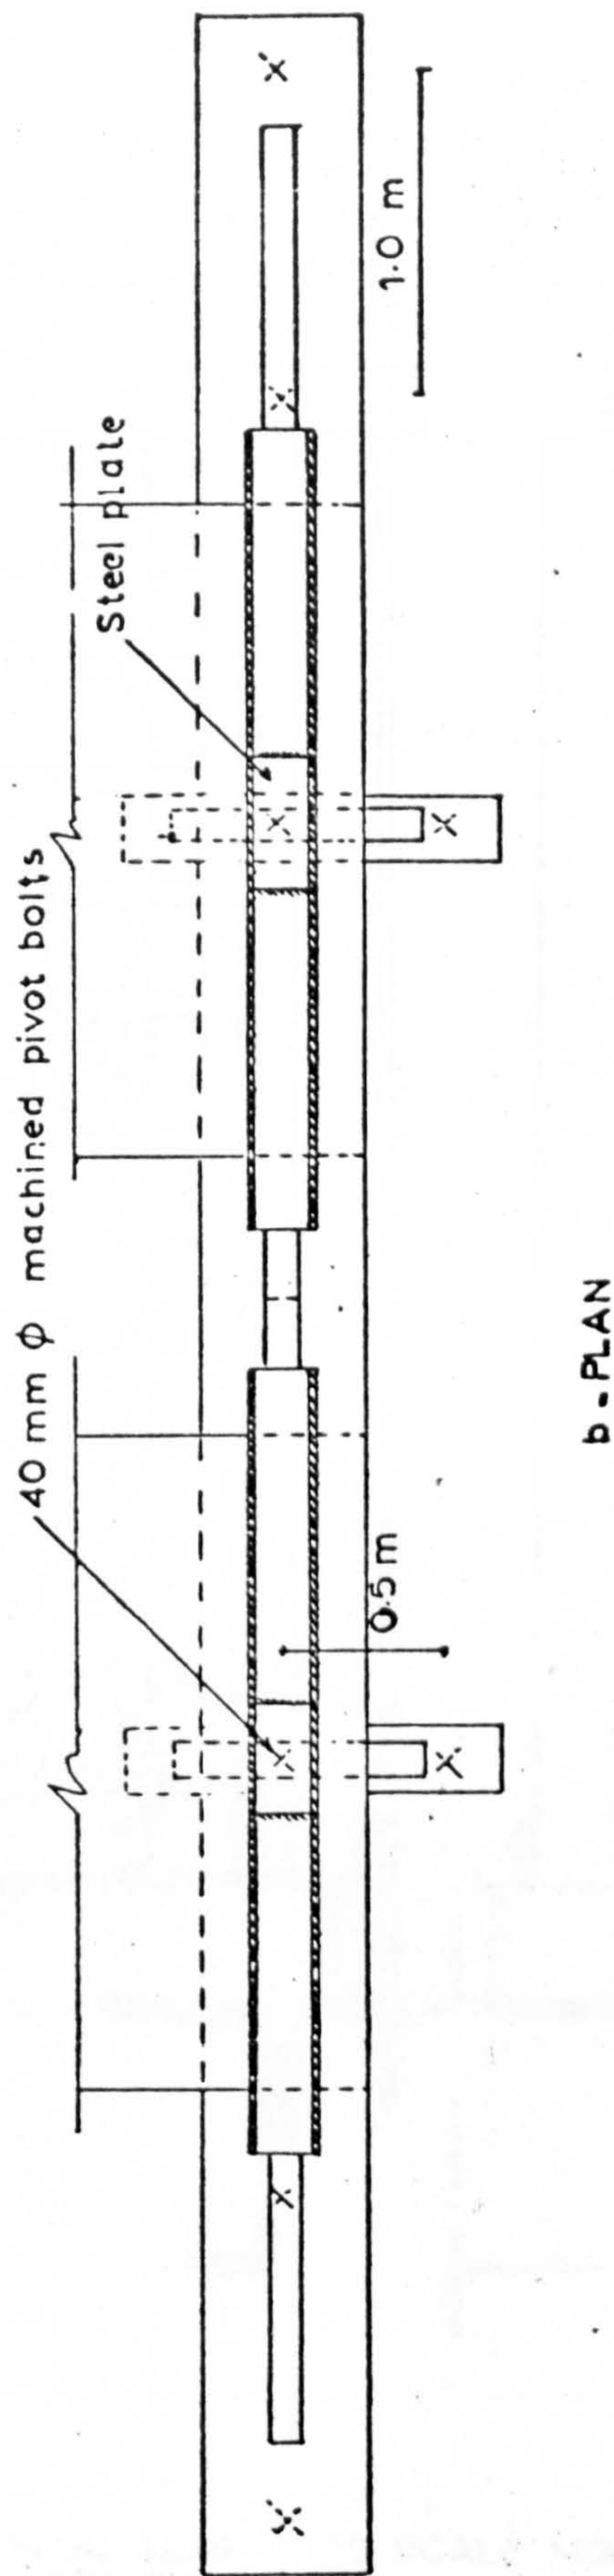 40 mm ϕ machined pivot bolts
Steel plate
1.0 m
0.5 m
b - PLAN